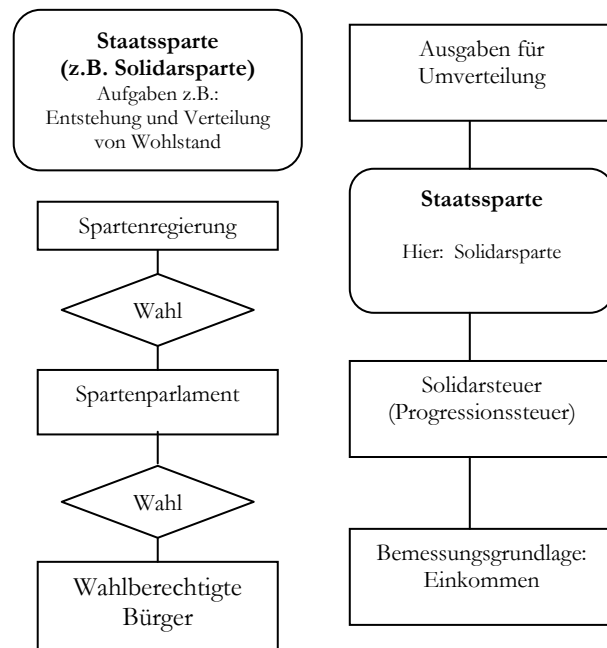 Staatssparte
(z.B. Solidarsparte)
Aufgaben z.B.:
Entstehung und Verteilung
von Wohlstand
Spartenregierung
Wahl
Spartenparlament
Wahl
Wahlberechtigte
Bürger
Ausgaben für
Umverteilung
Staatssparte
Hier: Solidarsparte
Solidarsteuer
(Progressionssteuer)
Bemessungsgrundlage:
Einkommen